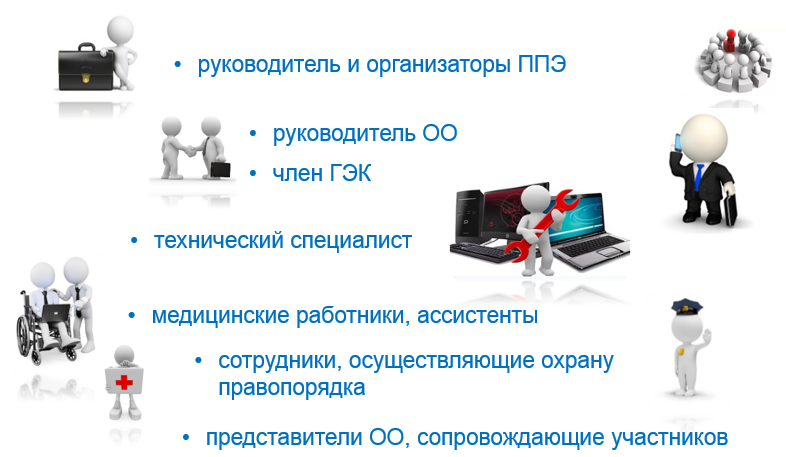 • руководитель и организаторы ППЭ
• руководитель ОО
• член ГЭК
• технический специалист
• медицинские работники, ассистенты
• сотрудники, осуществляющие охрану
правопорядка
• представители ОО, сопровождающие участников